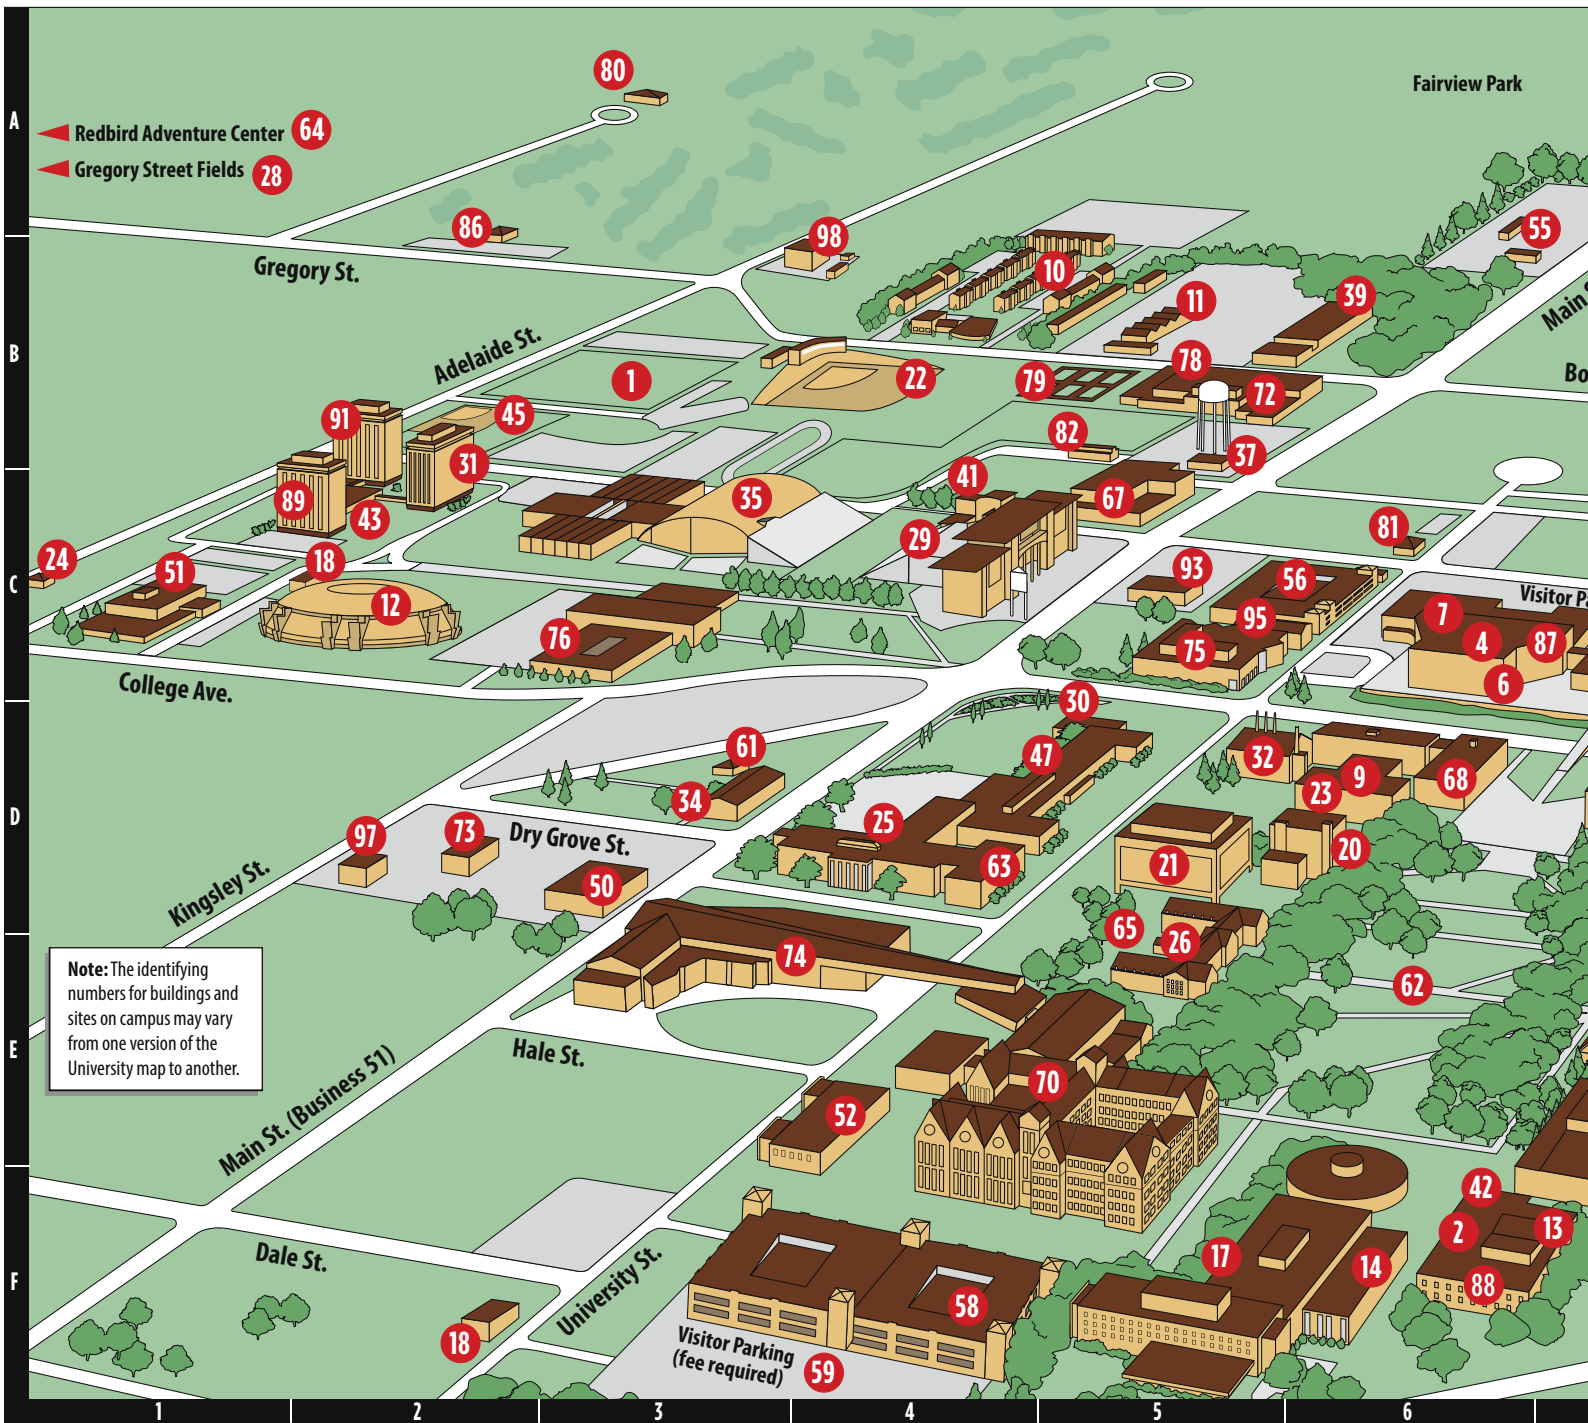 80
Fairview Park
A
Redbird Adventure Center 64
Gregory Street Fields 28
86
98
55
Gregory St.
10
11
39
Main S
Adelaide St.
B
1
22
79
78
72
Bo
91
45
82
31
41
37
89
43
35
67
29
81
24
51
18
93
56
C
12
Visitor Pa
76
95
7
75
4
87
College Ave.
6
30
61
47
32
9
68
34
23
D
25
97
73
Dry Grove St.
20
63
21
Kingsley St.
50
65
26
74
62
Note: The identifying
numbers for buildings and
sites on campus may vary
from one version of the
University map to another.
E
Hale St.
Main St. (Business 51)
70
52
42
2
13
Dale St.
17
14
F
University St.
58
88
18
Visitor Parking
(fee required) 59
1
2
3
4
5
6